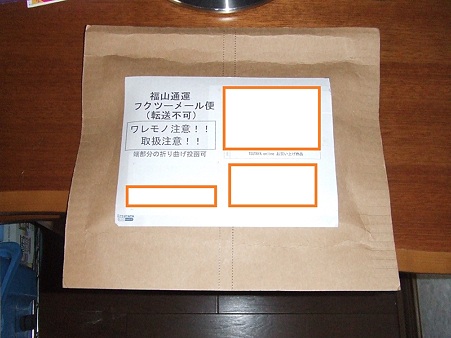 福山通運
フクツーメール便
(転送不可)
ワレモノ注意!!
取扱注意!!
端部分の折り曲げ投函可